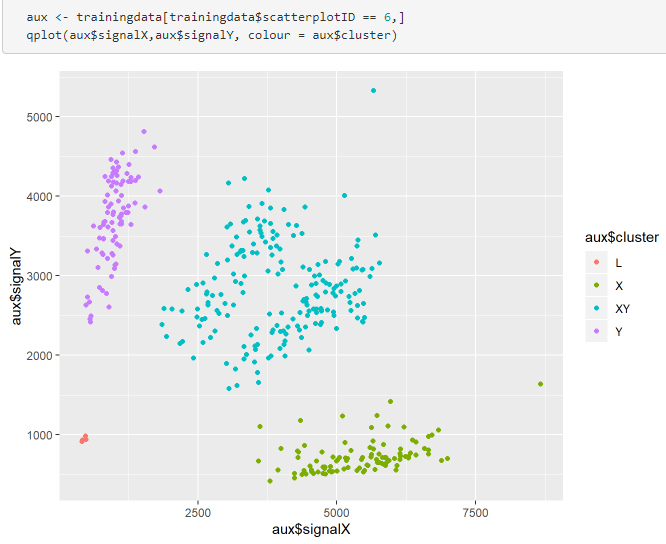 aux <- trainingdata[trainingdata$scatterplotID == 6,]
qplot(aux$signalX,aux$signalY, colour = aux$cluster)
5000
4000
3000
2000
1000
aux$signalY
2500 5000 7500
aux$signalX
aux$cluster
L
X
XY
Y